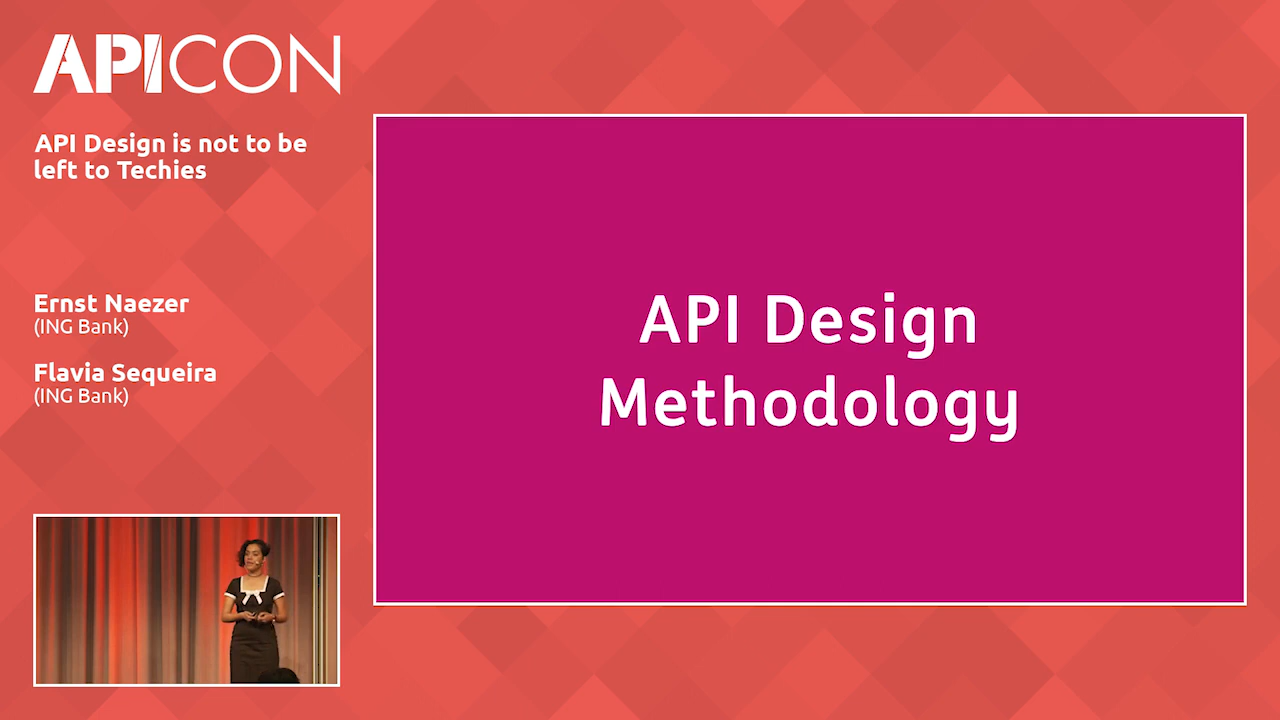 APICON
API Design is not to be
left to Techies
Ernst Naezer
(ING Bank)
Flavia Sequeira
(ING Bank)
API Design
Methodology